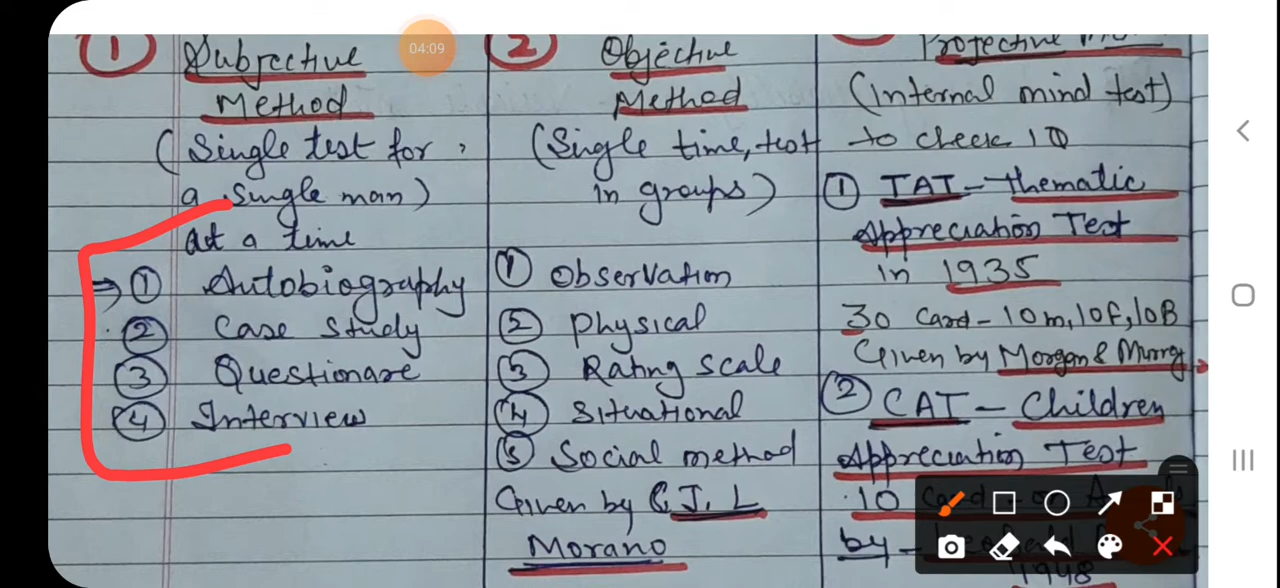 04:09
1 Subjective
Method
(Single test for
a single man)
at a time
⇒ 1 Autobiography
2 Case Study
3 Questionare
4 Interview
2 Objective
Method
(Single time, test
in groups)
1 Observation
2 Physical
3 Rating scale
4 Situational
5 Social method
Given by C.J.L
Morano
Projective
(Internal mind test)
to check IQ
1 TAT - Thematic
Appreciation Test
in 1935
30 Card - 10m, 10F, 10B
Given by Morgan & Murry
2 CAT - Children
Appreciation Test
10
by -
1948